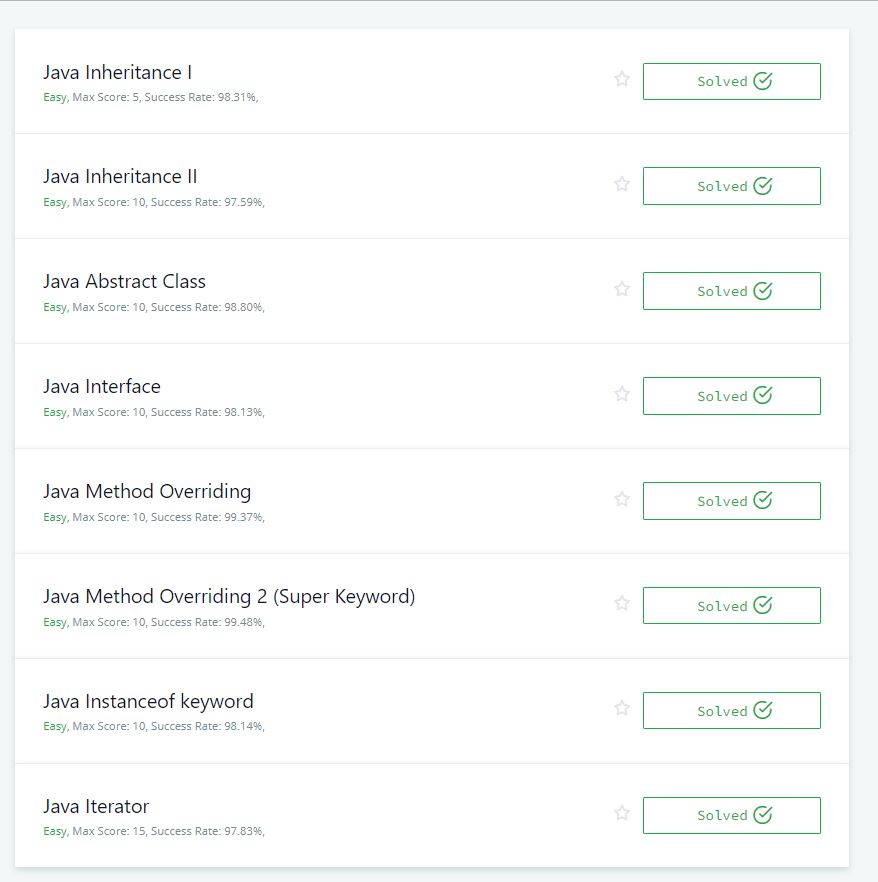 Java Inheritance I
Easy, Max Score: 5, Success Rate: 98.31%,
Solved
Java Inheritance II
Easy, Max Score: 10, Success Rate: 97.59%,
Solved
Java Abstract Class
Easy, Max Score: 10, Success Rate: 98.80%,
Solved
Java Interface
Easy, Max Score: 10, Success Rate: 98.13%,
Solved
Java Method Overriding
Easy, Max Score: 10, Success Rate: 99.37%,
Solved
Java Method Overriding 2 (Super Keyword)
Easy, Max Score: 10, Success Rate: 99.48%,
Solved
Java Instanceof keyword
Easy, Max Score: 10, Success Rate: 98.14%,
Solved
Java Iterator
Easy, Max Score: 15, Success Rate: 97.83%,
Solved